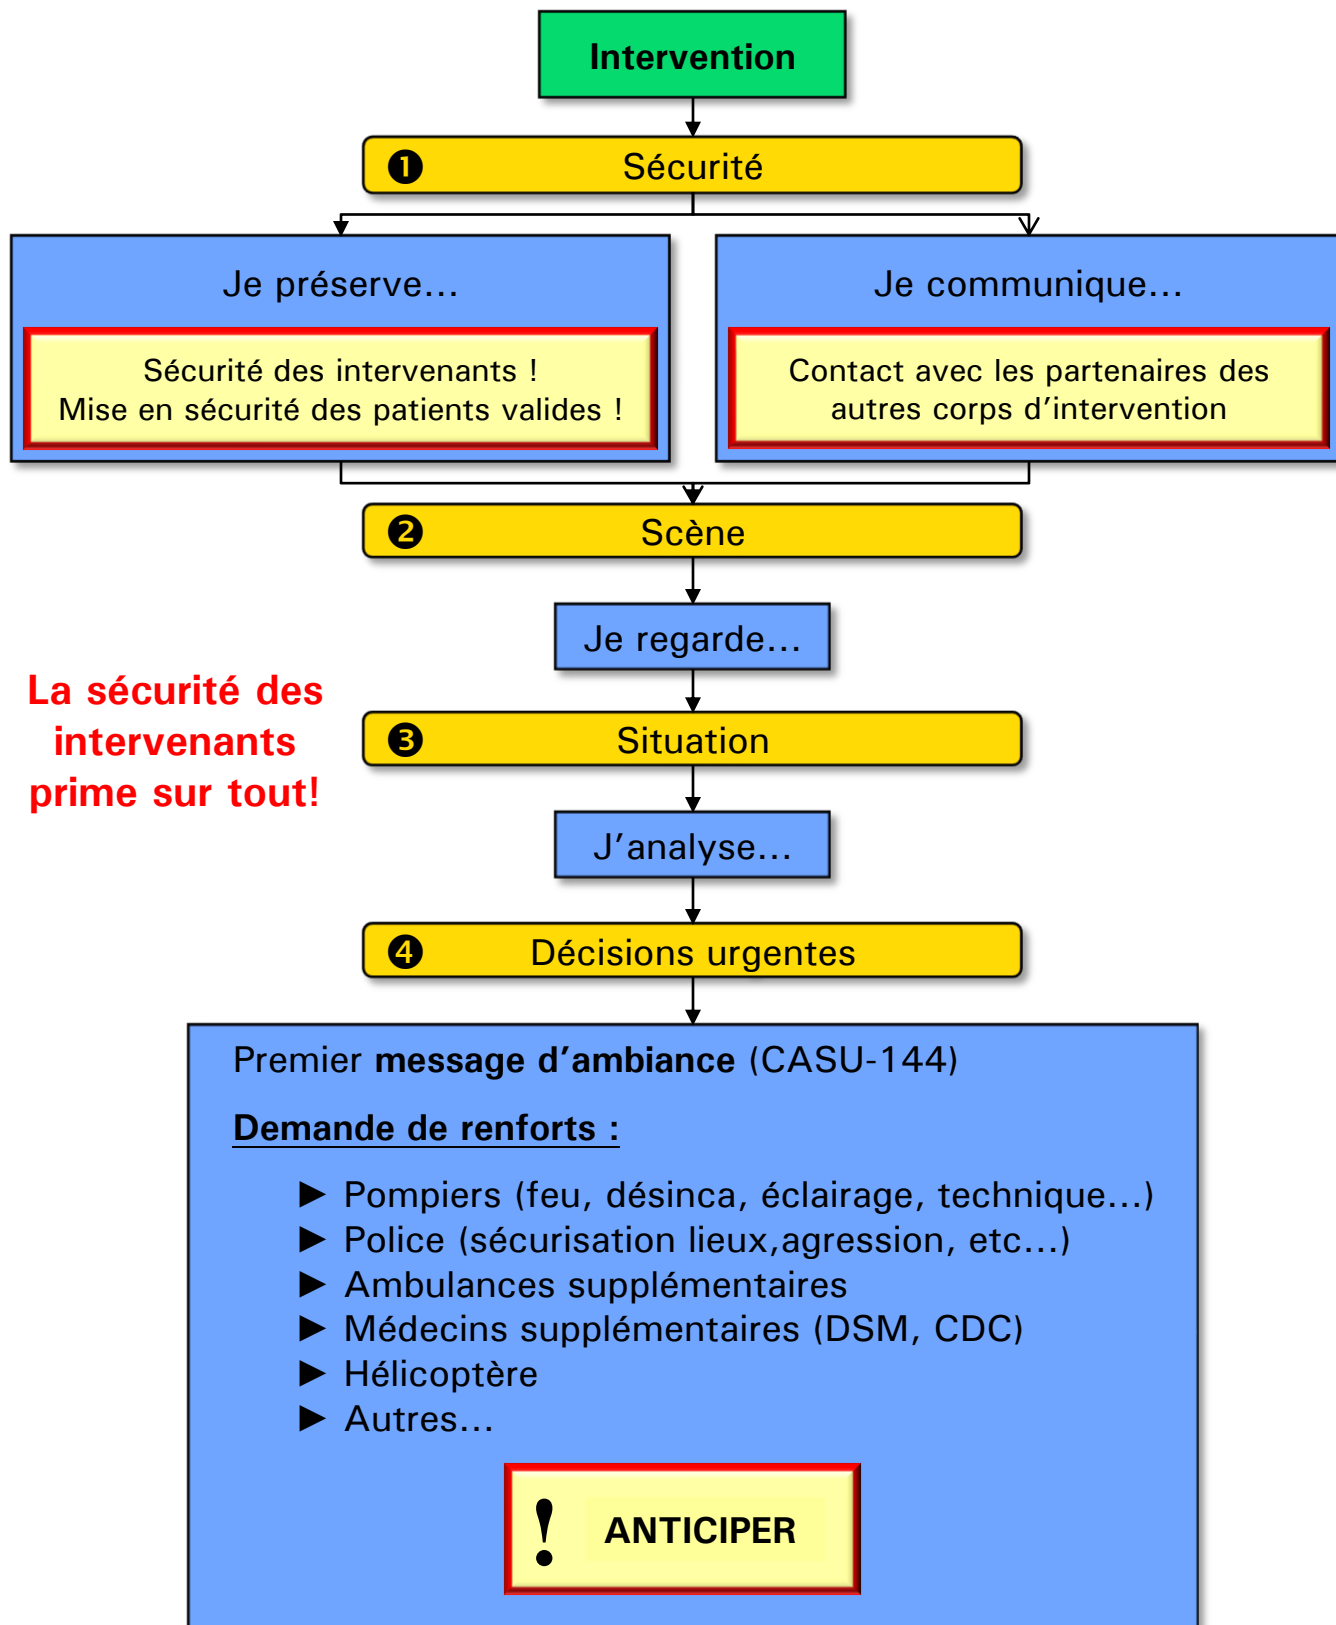 Intervention
❶ Sécurité
Je préserve…
Sécurité des intervenants !
Mise en sécurité des patients valides !
Je communique…
Contact avec les partenaires des
autres corps d’intervention
❷ Scène
Je regarde…
La sécurité des
intervenants
prime sur tout!
❸ Situation
J’analyse…
❹ Décisions urgentes
Premier message d’ambiance (CASU-144)
Demande de renforts :
► Pompiers (feu, désinca, éclairage, technique…)
► Police (sécurisation lieux,agression, etc…)
► Ambulances supplémentaires
► Médecins supplémentaires (DSM, CDC)
► Hélicoptère
► Autres…
! ANTICIPER